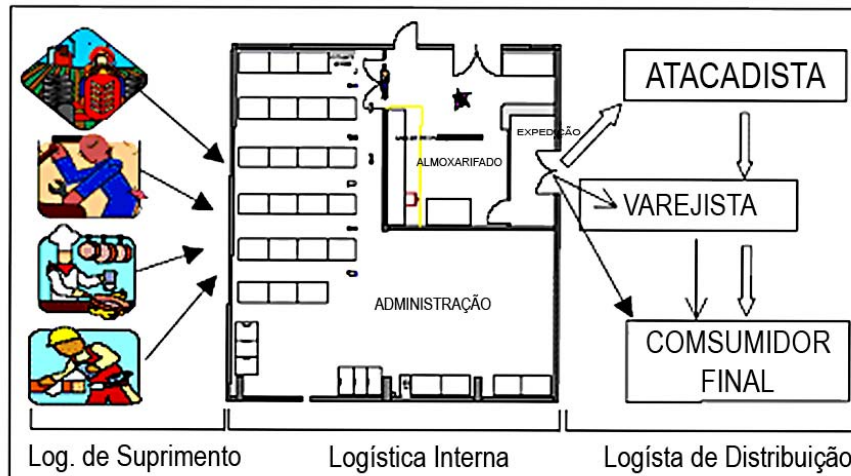 ATACADISTA
EXPEDIÇÃO
ALMOXARIFADO
VAREJISTA
ADMINISTRAÇÃO
COMSUMIDOR
FINAL
Log. de Suprimento
Logística Interna
Logísta de Distribuição